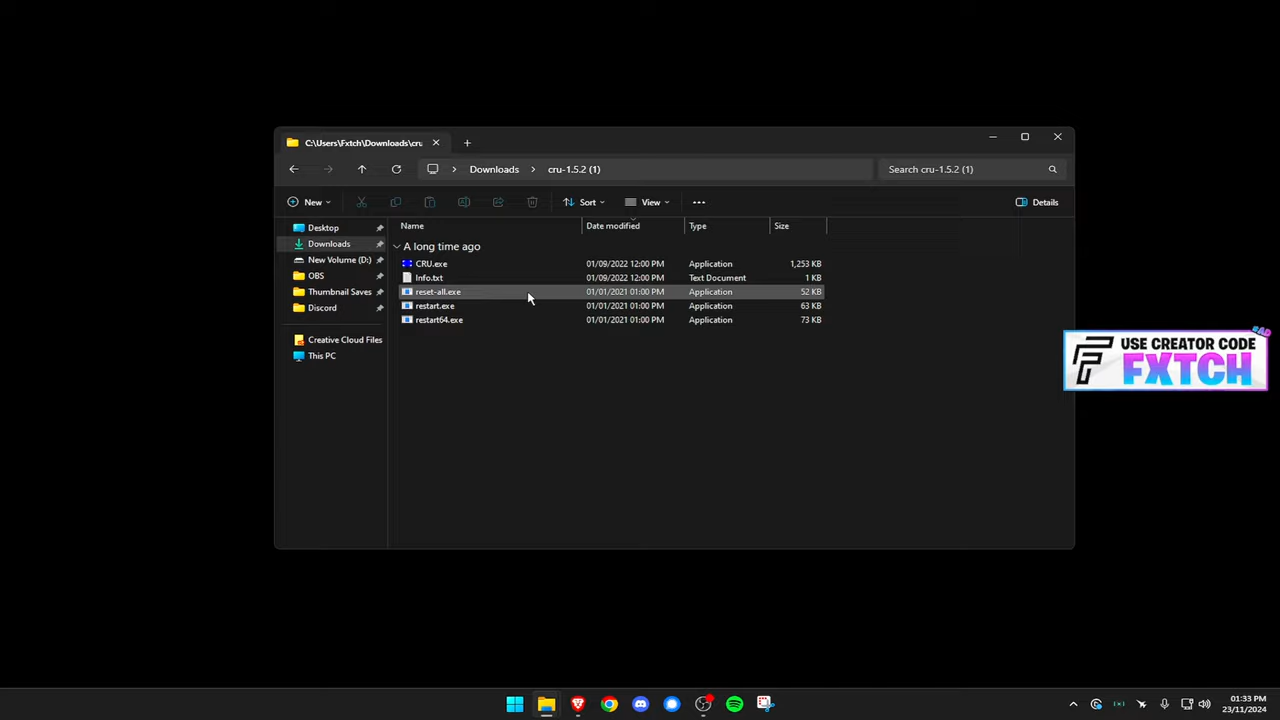 C:\Users\Fxtch\Downloads\cru
Downloads cru-1.5.2 (1) Search cru-1.5.2 (1)
New Sort View Details
Name Date modified Type Size
Desktop
Downloads
New Volume (D:)
OBS
Thumbnail Saves
Discord
Creative Cloud Files
This PC
A long time ago
CRU.exe 01/09/2022 12:00 PM Application 1,253 KB
Info.txt 01/09/2022 12:00 PM Text Document 1 KB
reset-all.exe 01/01/2021 01:00 PM Application 52 KB
restart.exe 01/01/2021 01:00 PM Application 63 KB
restart64.exe 01/01/2021 01:00 PM Application 73 KB
#AD
USE CREATOR CODE
FXTCH
01:33 PM
23/11/2024